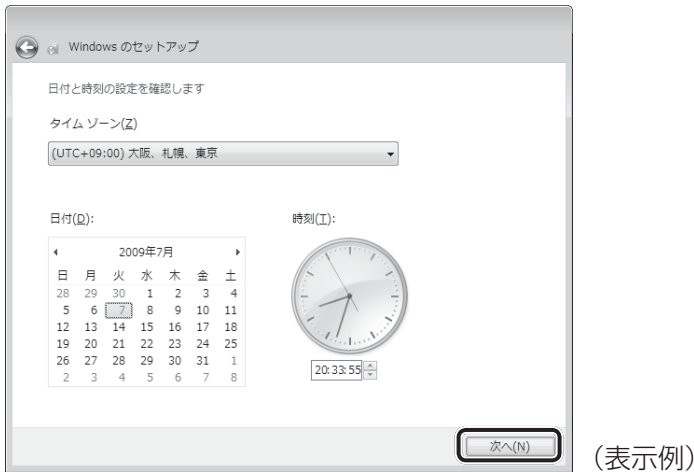 Windows のセットアップ
日付と時刻の設定を確認します
タイム ゾーン(Z)
(UTC+09:00) 大阪、札幌、東京
日付(D):
2009年7月
日 月 火 水 木 金 土
28 29 30 1 2 3 4
5 6 7 8 9 10 11
12 13 14 15 16 17 18
19 20 21 22 23 24 25
26 27 28 29 30 31 1
2 3 4 5 6 7 8
時刻(T):
20:33:55
次へ(N)
(表示例)